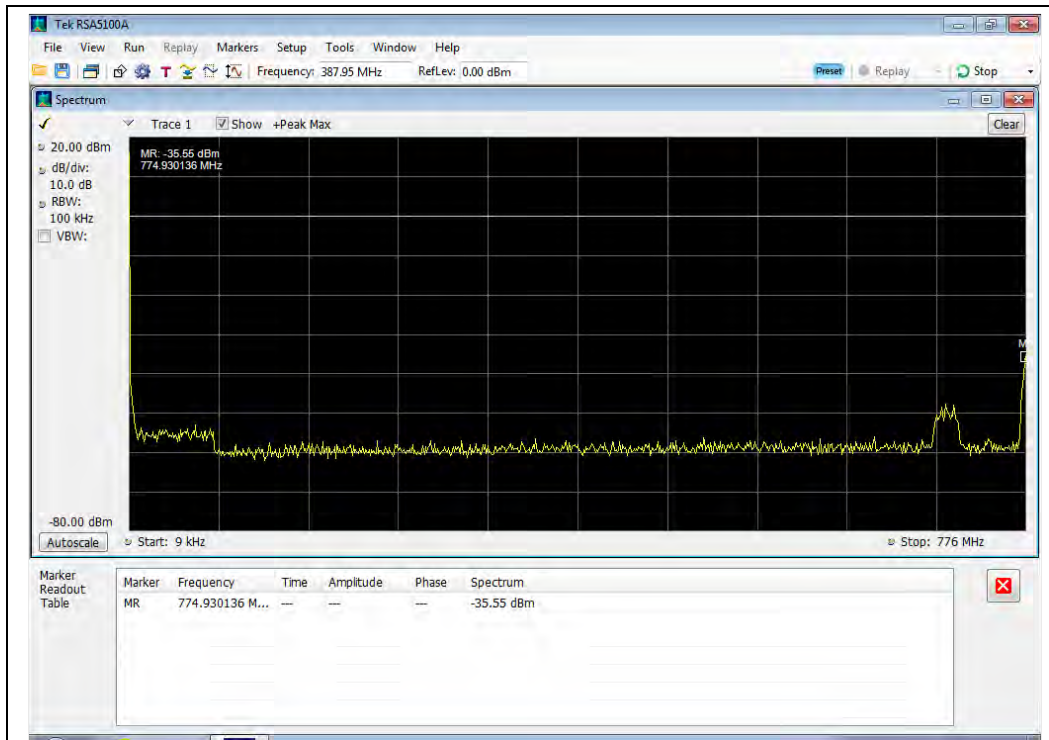 Tek RSA5100A
File View Run Replay Markers Setup Tools Window Help
Frequency: 387.95 MHz RefLev: 0.00 dBm Preset Replay Stop
Spectrum
Trace 1 Show +Peak Max Clear
20.00 dBm
dB/div:
10.0 dB
RBW:
100 kHz
VBW:
MR: -35.55 dBm
774.930136 MHz
M
-80.00 dBm
Autoscale Start: 9 kHz Stop: 776 MHz
Marker Readout Table
Marker Frequency Time Amplitude Phase Spectrum
MR 774.930136 M... --- --- --- -35.55 dBm